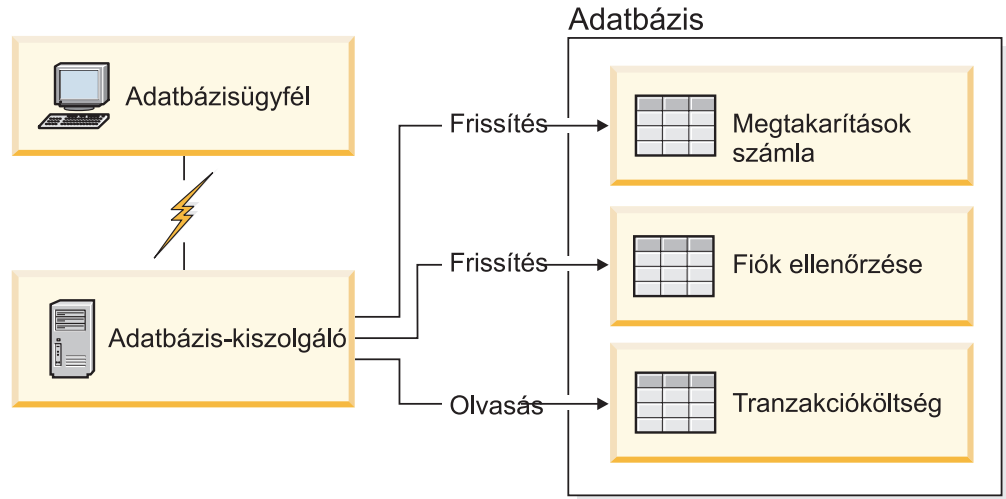 Adatbázis
Adatbázisügyfél
Frissítés
Megtakarítások
számla
Frissítés
Fiók ellenőrzése
Adatbázis-kiszolgáló
Olvasás
Tranzakcióköltség